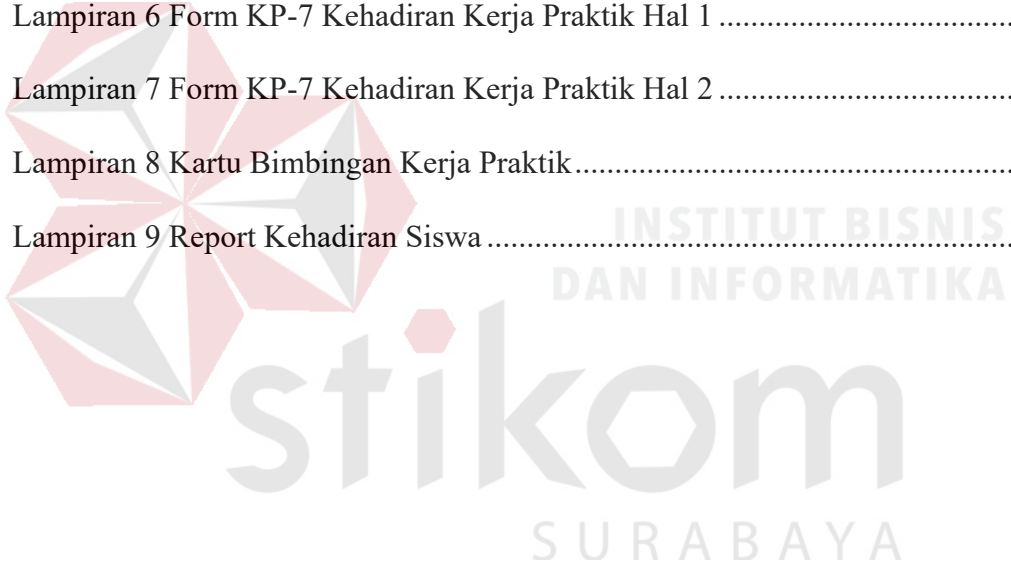 Lampiran 6 Form KP-7 Kehadiran Kerja Praktik Hal 1 ...............................
Lampiran 7 Form KP-7 Kehadiran Kerja Praktik Hal 2 ...............................
Lampiran 8 Kartu Bimbingan Kerja Praktik..............................................
Lampiran 9 Report Kehadiran Siswa .......................................................
INSTITUT BISNIS
DAN INFORMATIKA
stikom
SURABAYA